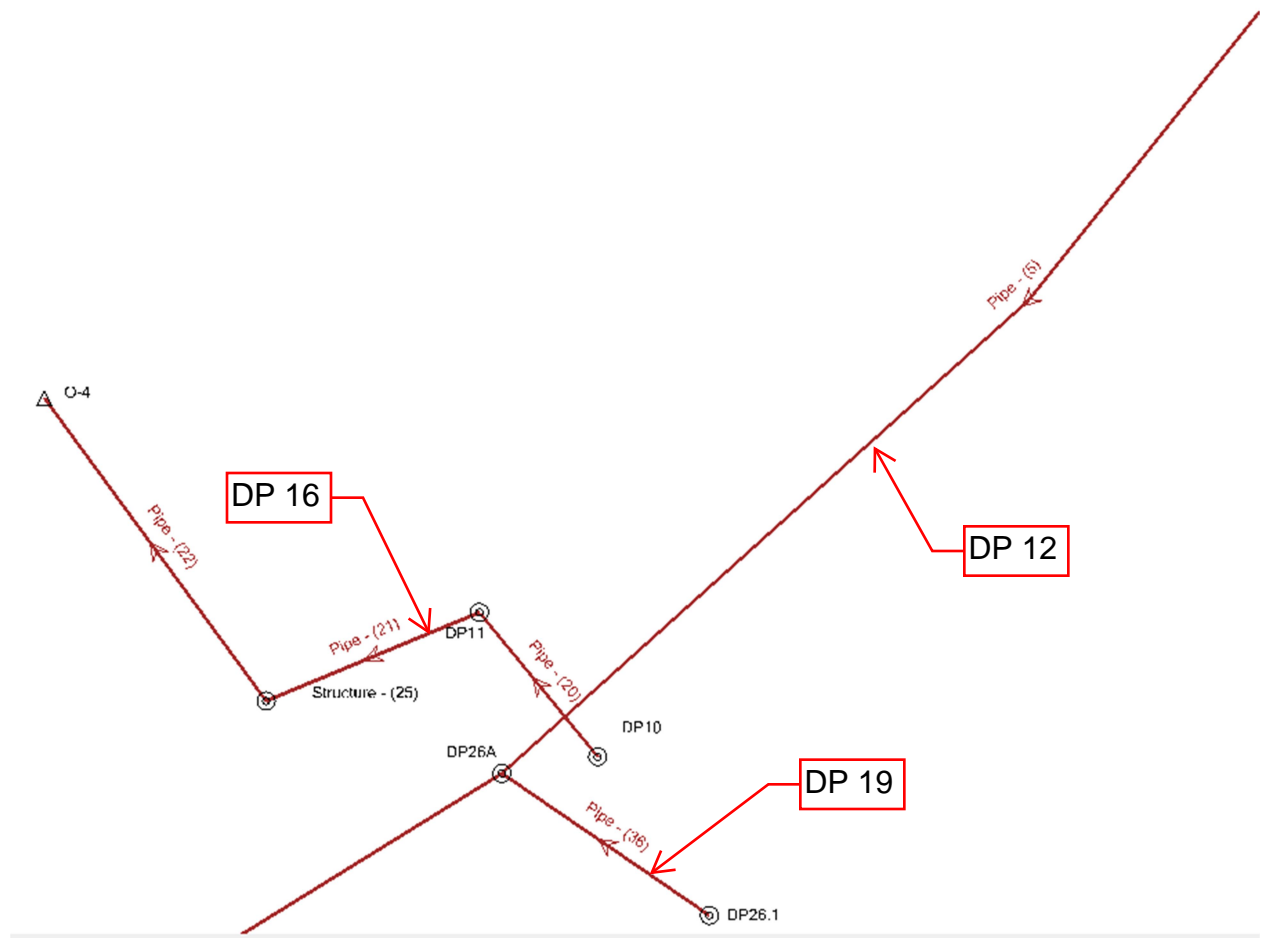 Pipe - (5)
O-4
DP 16
Pipe - (22)
DP 12
Pipe - (21)
DP11
Pipe - (20)
Structure - (25)
DP10
DP26A
DP 19
Pipe - (36)
DP26.1